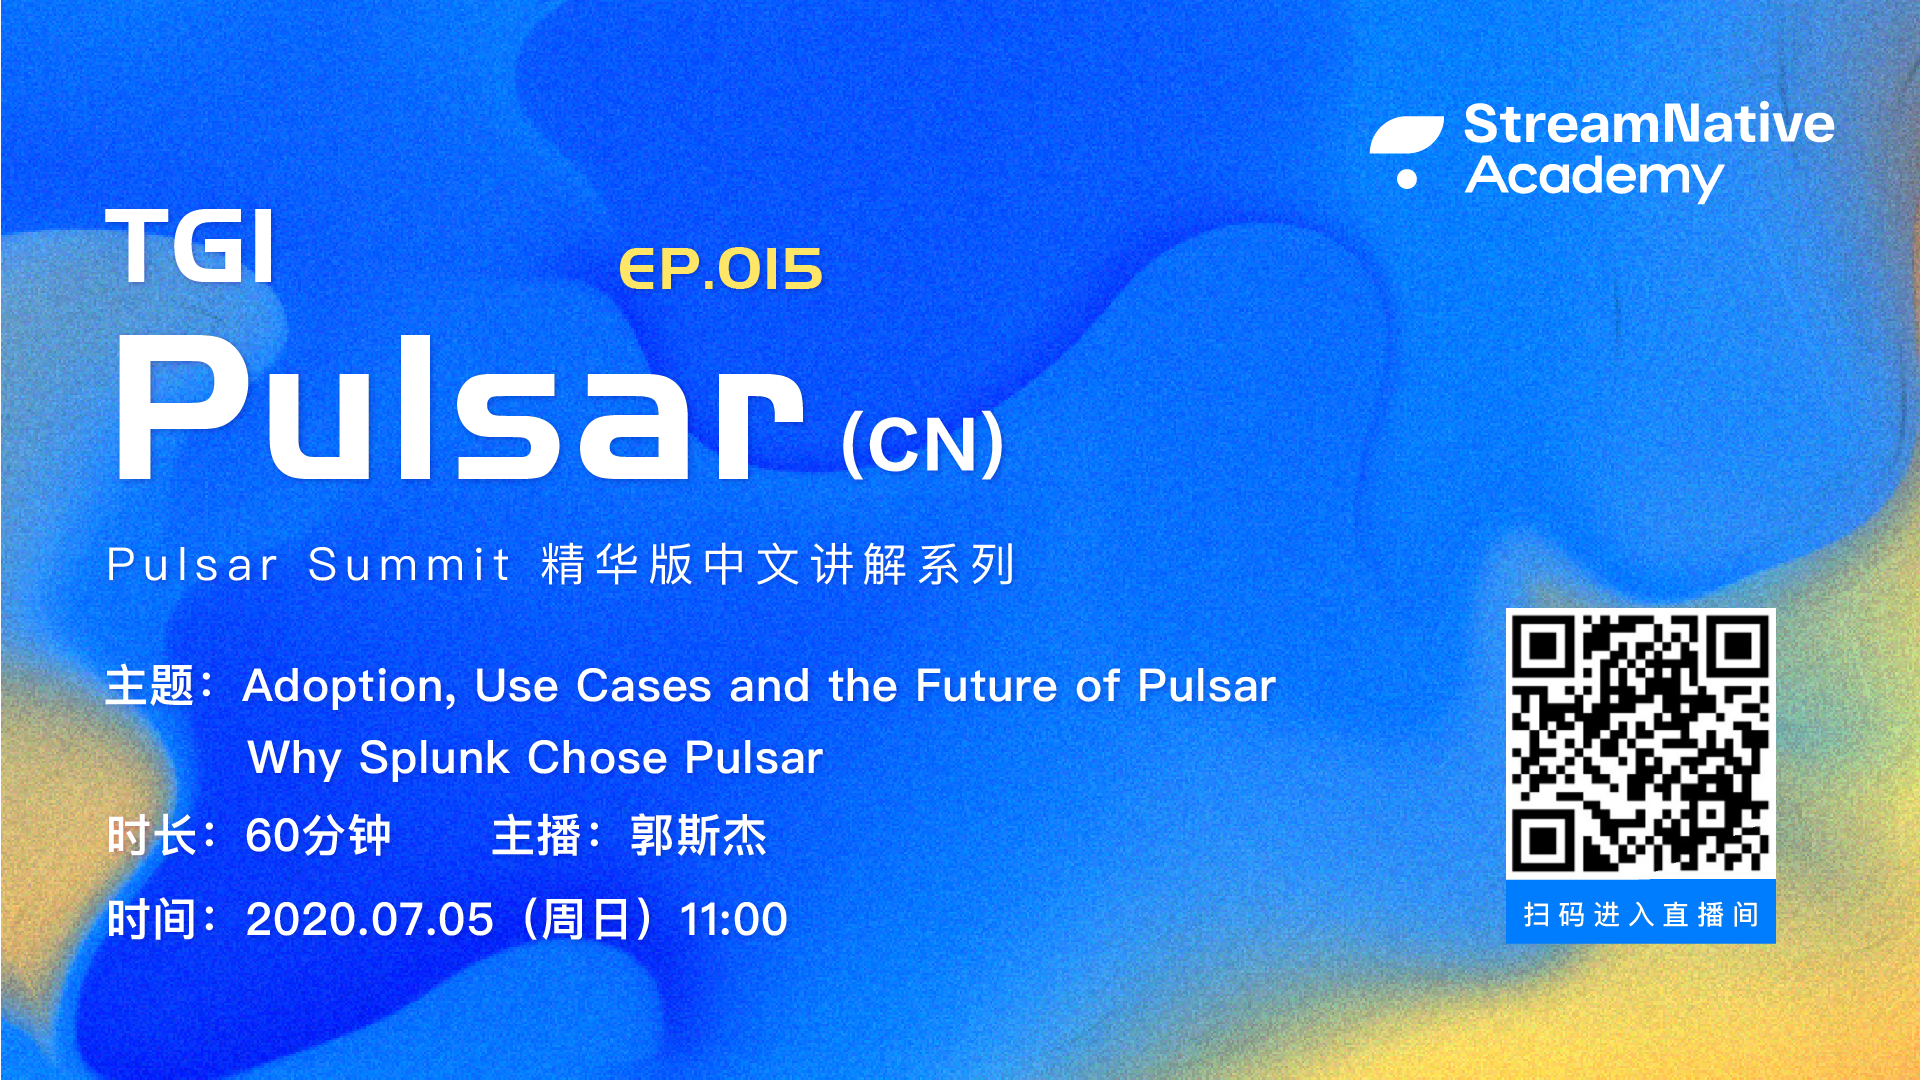 StreamNative
Academy
TGI
EP.015
Pulsar (CN)
Pulsar Summit 精华版中文讲解系列
主题：Adoption, Use Cases and the Future of Pulsar
Why Splunk Chose Pulsar
时长：60分钟 主播：郭斯杰
时间：2020.07.05（周日）11:00
扫码进入直播间